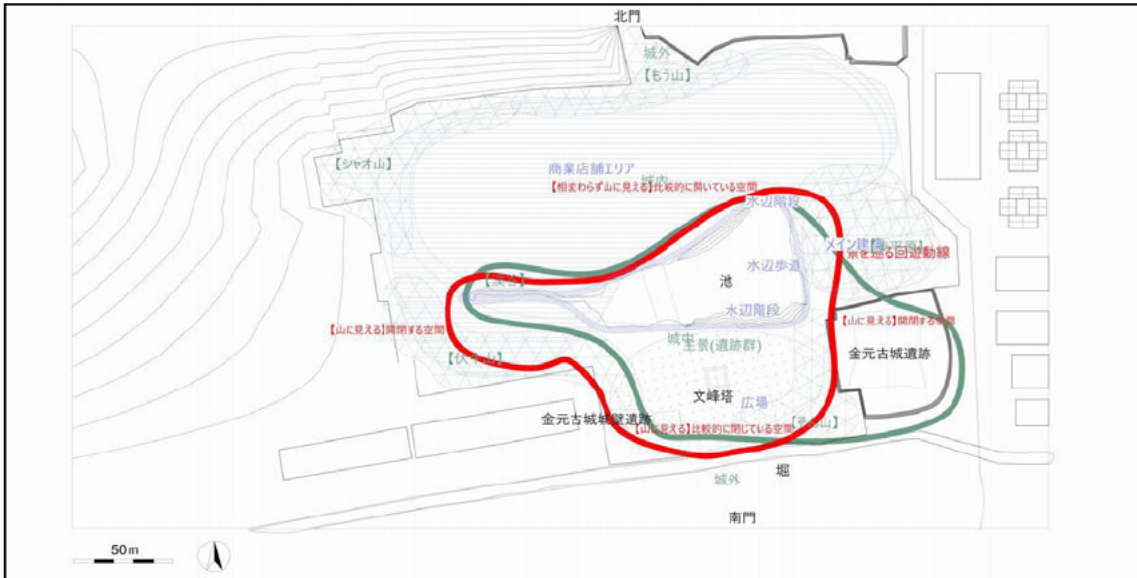 北門
城外
【もう山】
【シャオ山】
商業店舗エリア
城内
【相変わらず山に見える】比較的に開いている空間
水辺階段
メイン建
景を巡る回遊動線
水辺歩道
池
【渓谷】
水辺階段
【山に見える】開閉する空間
【山に見える】開閉する
城中
主景(遺跡群)
金元古城遺跡
文峰塔
広場
金元古城城壁遺跡
【山に見える】比較的に閉じている空間
堀
城外
南門
50m